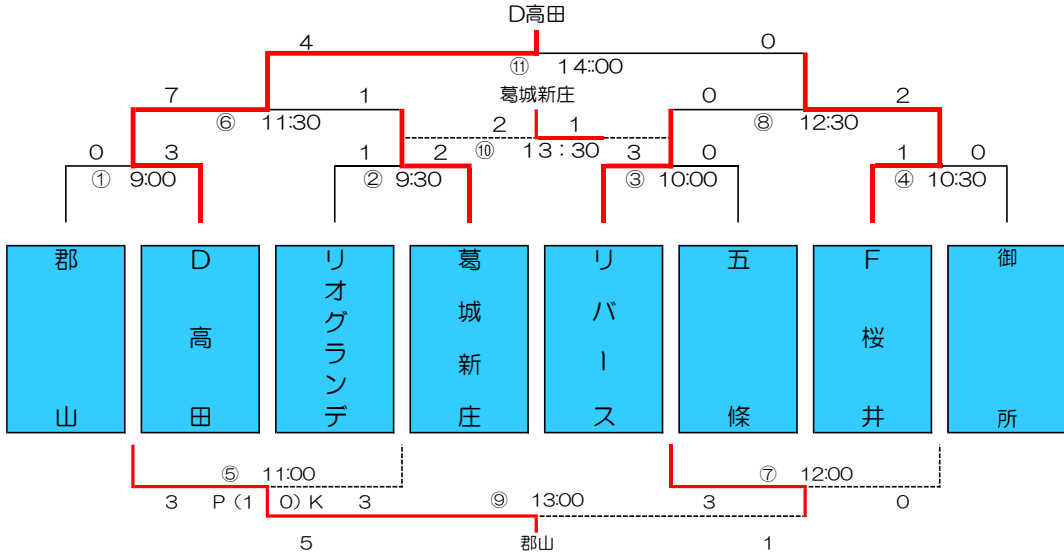 D高田
4 0
⑪ 14::00
7 1 葛城新庄 0 2
⑥ 11:30 2 1 ⑧ 12:30
⑩ 13：30
0 3 1 2 3 0 1 0
① 9:00 ② 9:30 ③ 10:00 ④ 10:30
郡山
D高田
リオグランデ
葛城新庄
リバース
五條
F桜井
御所
⑤ 11:00 ⑦ 12:00
3 P（1 0）K 3 ⑨ 13:00 3 0
5 郡山 1